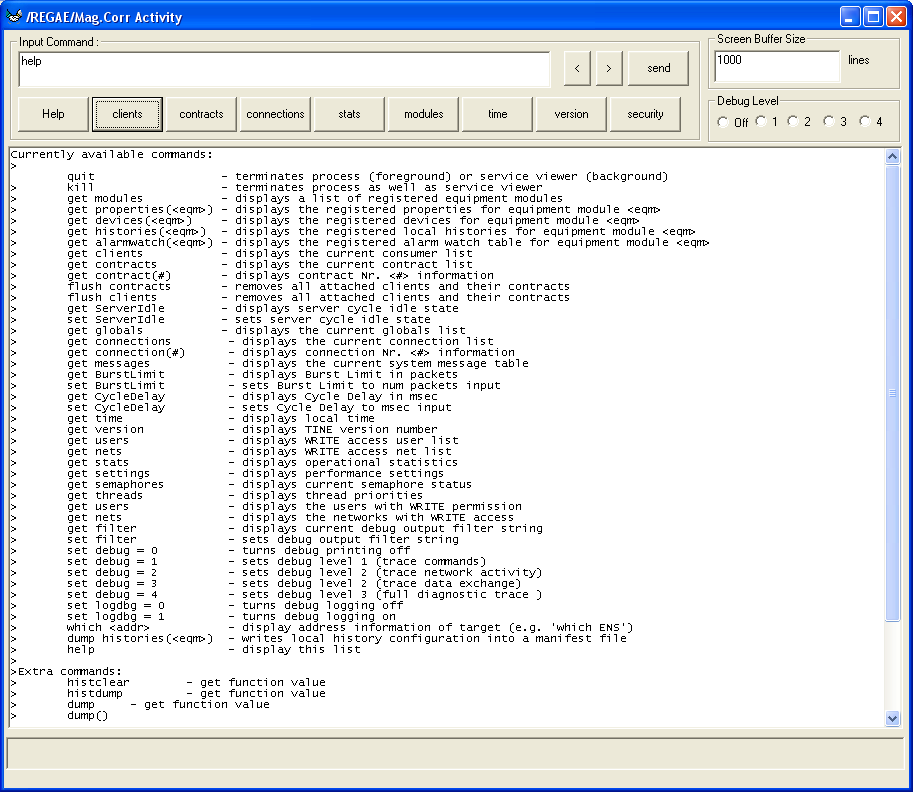 /REGAE/Mag.Corr Activity
Input Command :
help
< > send
Screen Buffer Size
1000 lines
Help clients contracts connections stats modules time version security
Debug Level
Off 1 2 3 4
Currently available commands:
>
quit - terminates process (foreground) or service viewer (background)
> kill - terminates process as well as service viewer
> get modules - displays a list of registered equipment modules
> get properties(<eqm>) - displays the registered properties for equipment module <eqm>
> get devices(<eqm>) - displays the registered devices for equipment module <eqm>
> get histories(<eqm>) - displays the registered local histories for equipment module <eqm>
> get alarmwatch(<eqm>) - displays the registered alarm watch table for equipment module <eqm>
> get clients - displays the current consumer list
> get contracts - displays the current contract list
> get contract(#) - displays contract Nr. <#> information
> flush contracts - removes all attached clients and their contracts
> flush clients - removes all attached clients and their contracts
> get ServerIdle - displays server cycle idle state
> set ServerIdle - sets server cycle idle state
> get globals - displays the current globals list
> get connections - displays the current connection list
> get connection(#) - displays connection Nr. <#> information
> get messages - displays the current system message table
> get BurstLimit - displays Burst Limit in packets
> set BurstLimit - sets Burst Limit to num packets input
> get CycleDelay - displays Cycle Delay in msec
> set CycleDelay - sets Cycle Delay to msec input
> get time - displays local time
> get version - displays TINE version number
> get users - displays WRITE access user list
> get nets - displays WRITE access net list
> get stats - displays operational statistics
> get settings - displays performance settings
> get semaphores - displays current semaphore status
> get threads - displays thread priorities
> get users - displays the users with WRITE permission
> get nets - displays the networks with WRITE access
> get filter - displays current debug output filter string
> set filter - sets debug output filter string
> set debug = 0 - turns debug printing off
> set debug = 1 - sets debug level 1 (trace commands)
> set debug = 2 - sets debug level 2 (trace network activity)
> set debug = 3 - sets debug level 2 (trace data exchange)
> set debug = 4 - sets debug level 3 (full diagnostic trace )
> set logdbg = 0 - turns debug logging off
> set logdbg = 1 - turns debug logging on
> which <addr> - display address information of target (e.g. 'which ENS')
> dump histories(<eqm>) - writes local history configuration into a manifest file
> help - display this list
>
>Extra commands:
> histclear - get function value
> histdump - get function value
> dump - get function value
> dump()